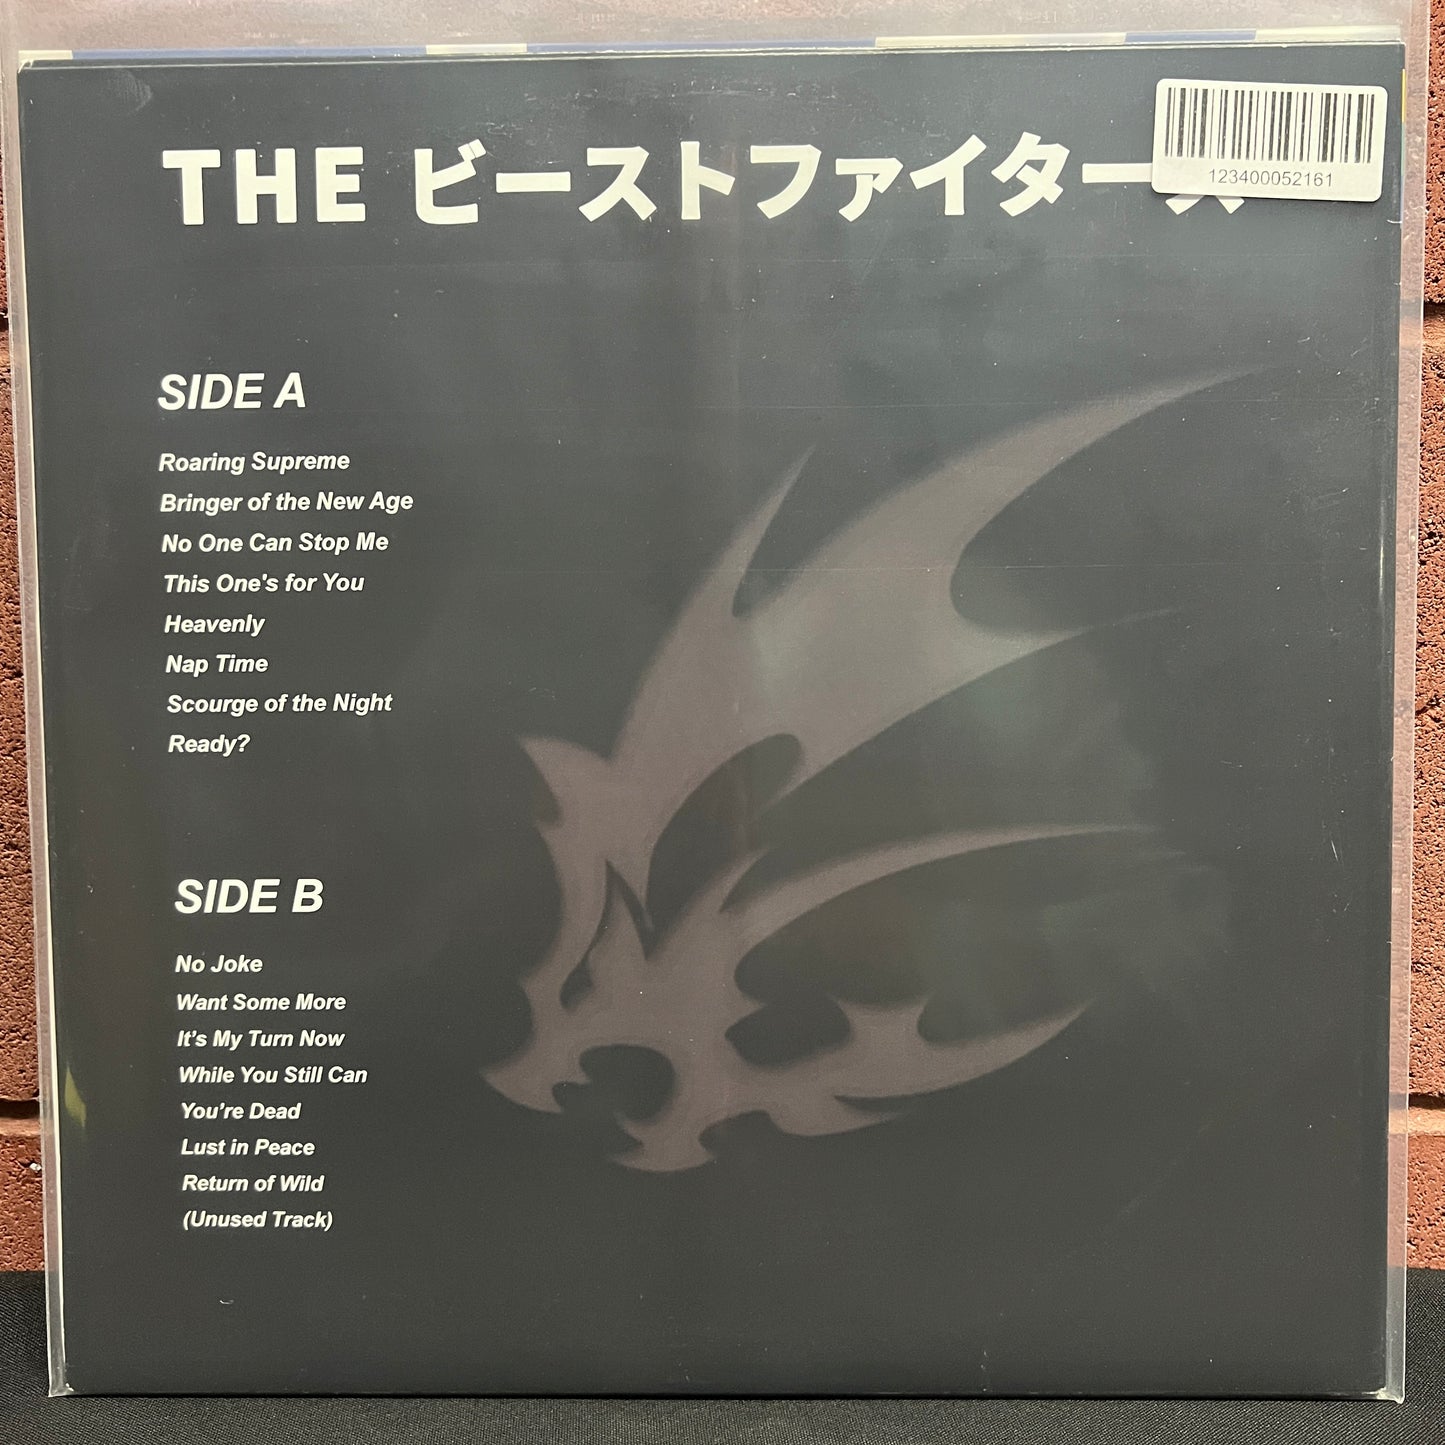 THE ビーストファイターズ
123400052161
SIDE A
Roaring Supreme
Bringer of the New Age
No One Can Stop Me
This One's for You
Heavenly
Nap Time
Scourge of the Night
Ready?
SIDE B
No Joke
Want Some More
It’s My Turn Now
While You Still Can
You’re Dead
Lust in Peace
Return of Wild
(Unused Track)